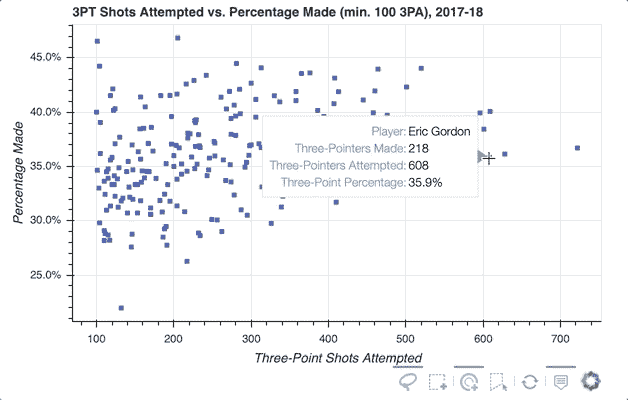 3PT Shots Attempted vs. Percentage Made (min. 100 3PA), 2017-18
45.0%
40.0%
35.0%
30.0%
25.0%
Percentage Made
Player: Eric Gordon
Three-Pointers Made: 218
Three-Pointers Attempted: 608
Three-Point Percentage: 35.9%
100 200 300 400 500 600 700
Three-Point Shots Attempted